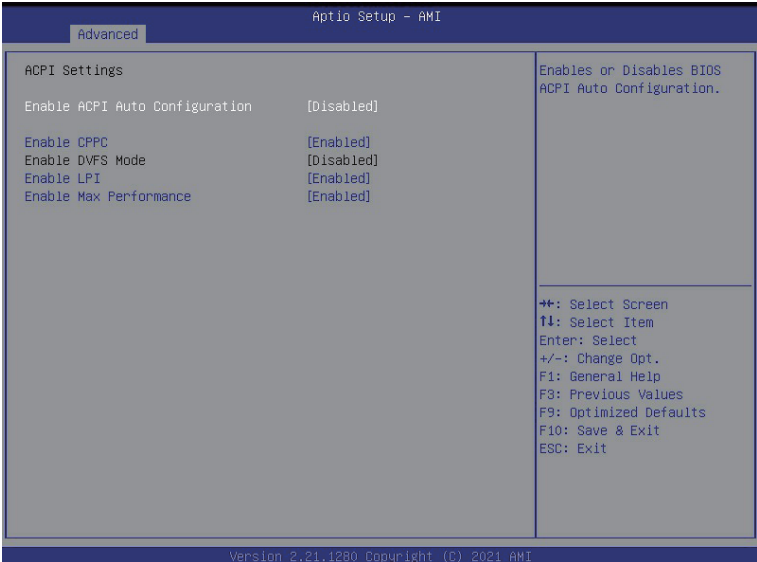 Aptio Setup – AMI
Advanced
ACPI Settings
Enable ACPI Auto Configuration [Disabled]
Enable CPPC [Enabled]
Enable DVFS Mode [Disabled]
Enable LPI [Enabled]
Enable Max Performance [Enabled]
Enables or Disables BIOS
ACPI Auto Configuration.
→←: Select Screen
↑↓: Select Item
Enter: Select
+/-: Change Opt.
F1: General Help
F3: Previous Values
F9: Optimized Defaults
F10: Save & Exit
ESC: Exit
Version 2.21.1280 Copyright (C) 2021 AMI